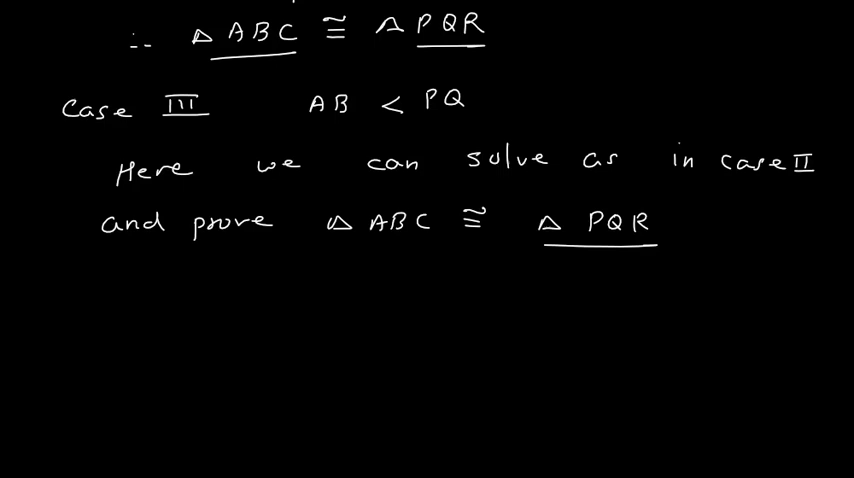 ∴ △ ABC ≅ △ PQR
Case III AB < PQ
Here we can solve as in case II
and prove △ ABC ≅ △ PQR